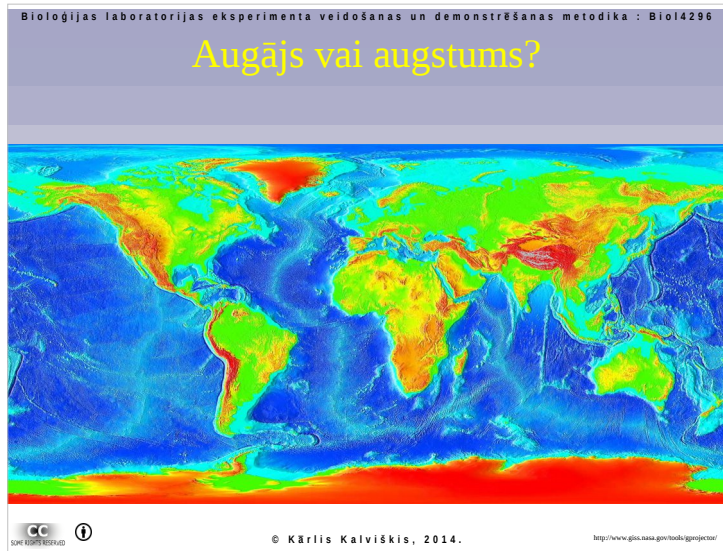 Bioloģijas laboratorijas eksperimenta veidošanas un demonstrēšanas metodika : Biol4296
Augājs vai augstums?
CC
SOME RIGHTS RESERVED
© Kārlis Kalviškis, 2014.
http://www.giss.nasa.gov/tools/gprojector/